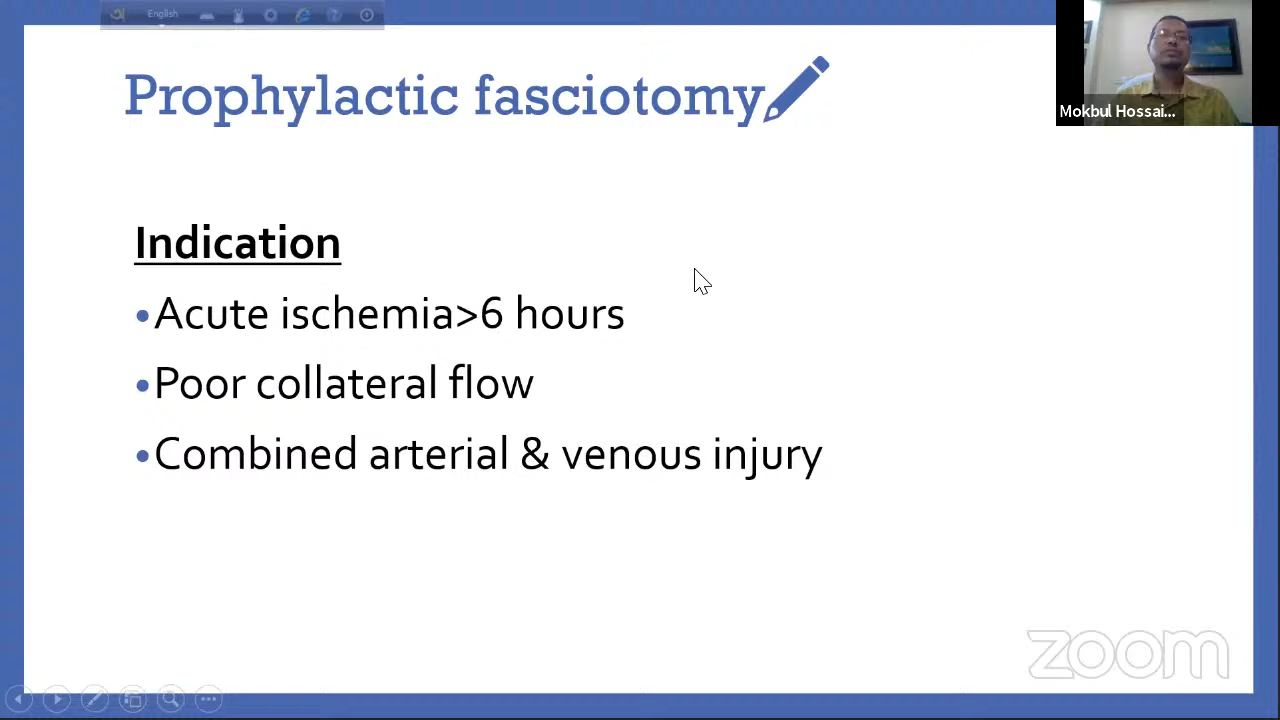 অ English
Prophylactic fasciotomy
Mokbul Hossai...
Indication
•Acute ischemia>6 hours
•Poor collateral flow
•Combined arterial & venous injury
zoom